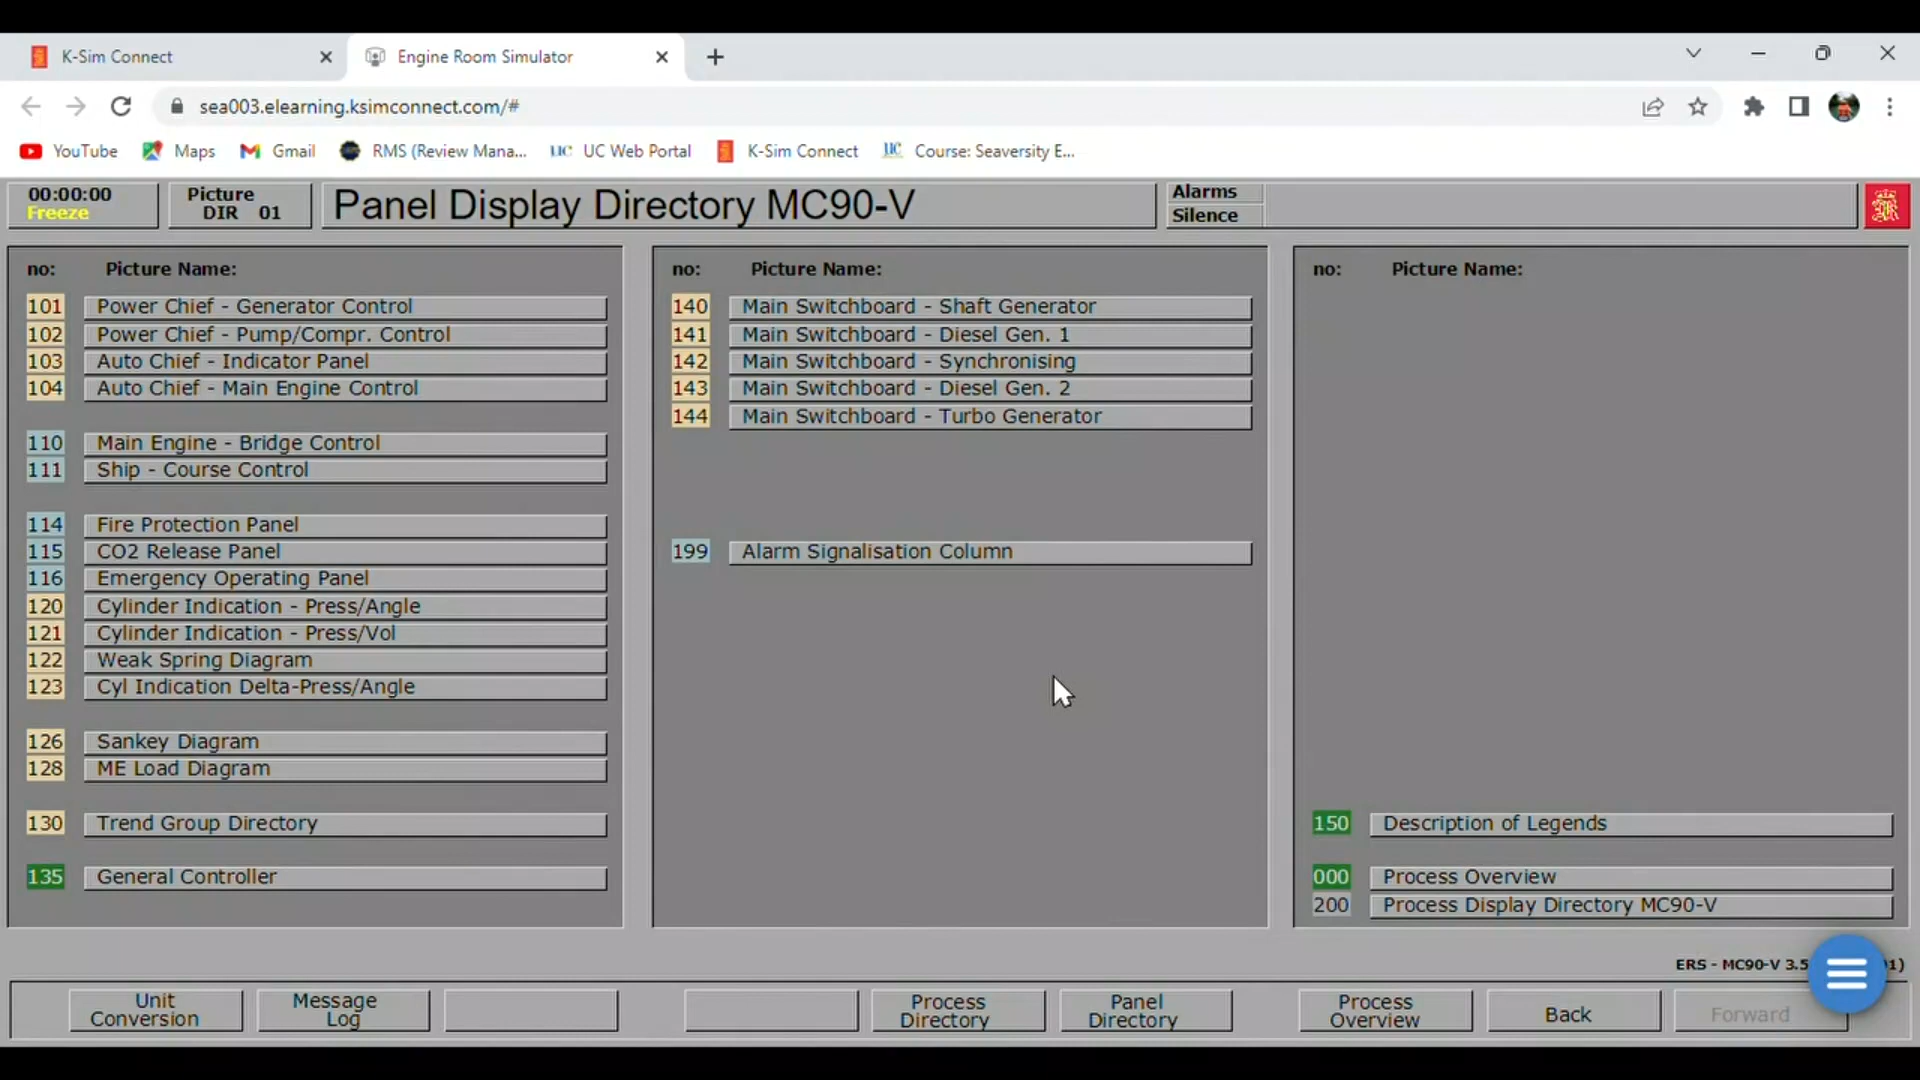 K-Sim Connect
Engine Room Simulator
sea003.elearning.ksimconnect.com/#
YouTube
Maps
Gmail
RMS (Review Mana...
UC Web Portal
K-Sim Connect
Course: Seaversity E...
00:00:00
Freeze
Picture
DIR 01
Panel Display Directory MC90-V
Alarms
Silence
no: Picture Name:
101 Power Chief - Generator Control
102 Power Chief - Pump/Compr. Control
103 Auto Chief - Indicator Panel
104 Auto Chief - Main Engine Control
110 Main Engine - Bridge Control
111 Ship - Course Control
114 Fire Protection Panel
115 CO2 Release Panel
116 Emergency Operating Panel
120 Cylinder Indication - Press/Angle
121 Cylinder Indication - Press/Vol
122 Weak Spring Diagram
123 Cyl Indication Delta-Press/Angle
126 Sankey Diagram
128 ME Load Diagram
130 Trend Group Directory
135 General Controller
no: Picture Name:
140 Main Switchboard - Shaft Generator
141 Main Switchboard - Diesel Gen. 1
142 Main Switchboard - Synchronising
143 Main Switchboard - Diesel Gen. 2
144 Main Switchboard - Turbo Generator
199 Alarm Signalisation Column
no: Picture Name:
150 Description of Legends
000 Process Overview
200 Process Display Directory MC90-V
ERS - MC90-V 3.5
Unit
Conversion
Message
Log
Process
Directory
Panel
Directory
Process
Overview
Back
Forward